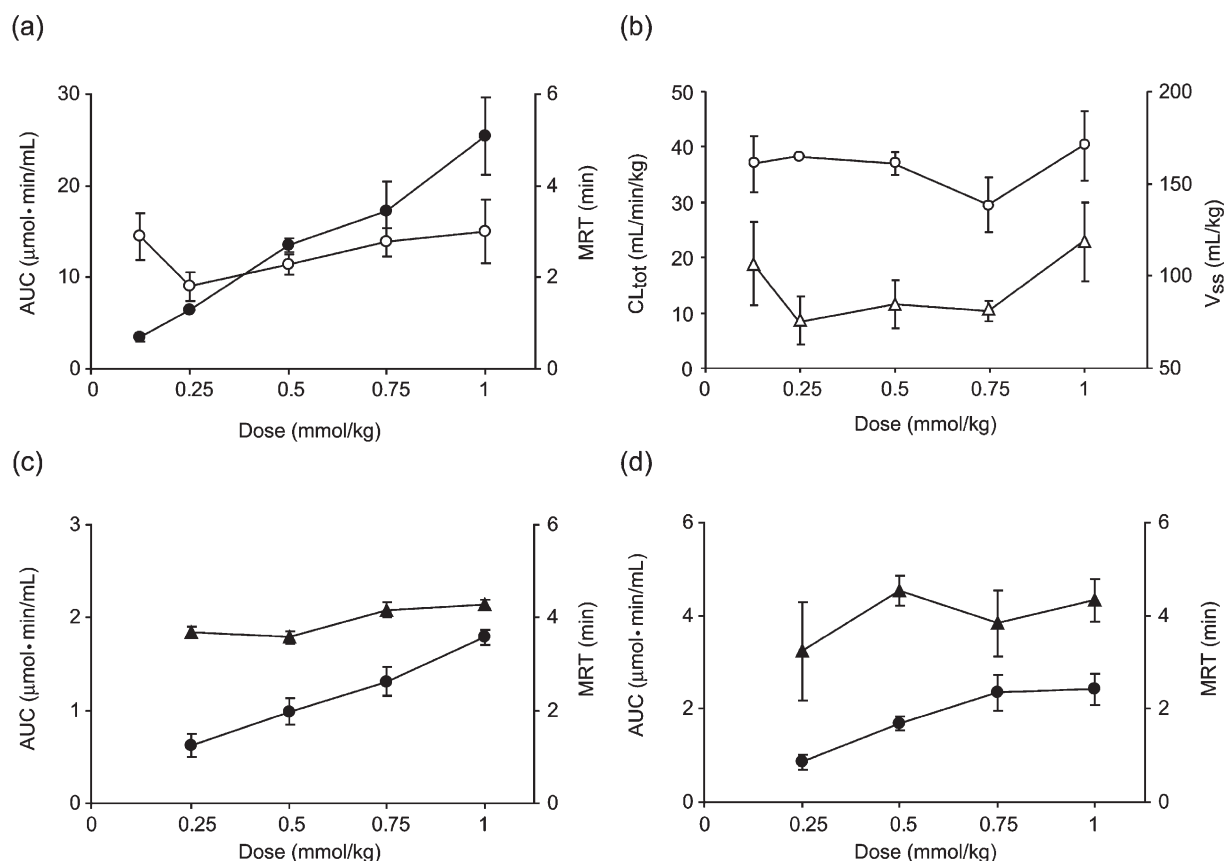 (a)
30
20
10
0
AUC (μmol• min/mL)
6
4
2
0
MRT (min)
0 0.25 0.5 0.75 1
Dose (mmol/kg)
(b)
50
40
30
20
10
0
CLtot (mL/min/kg)
200
150
100
50
Vss (mL/kg)
0 0.25 0.5 0.75 1
Dose (mmol/kg)
(c)
3
2
1
0
AUC (μmol• min/mL)
6
4
2
0
MRT (min)
0 0.25 0.5 0.75 1
Dose (mmol/kg)
(d)
6
4
2
0
AUC (μmol• min/mL)
6
4
2
0
MRT (min)
0 0.25 0.5 0.75 1
Dose (mmol/kg)